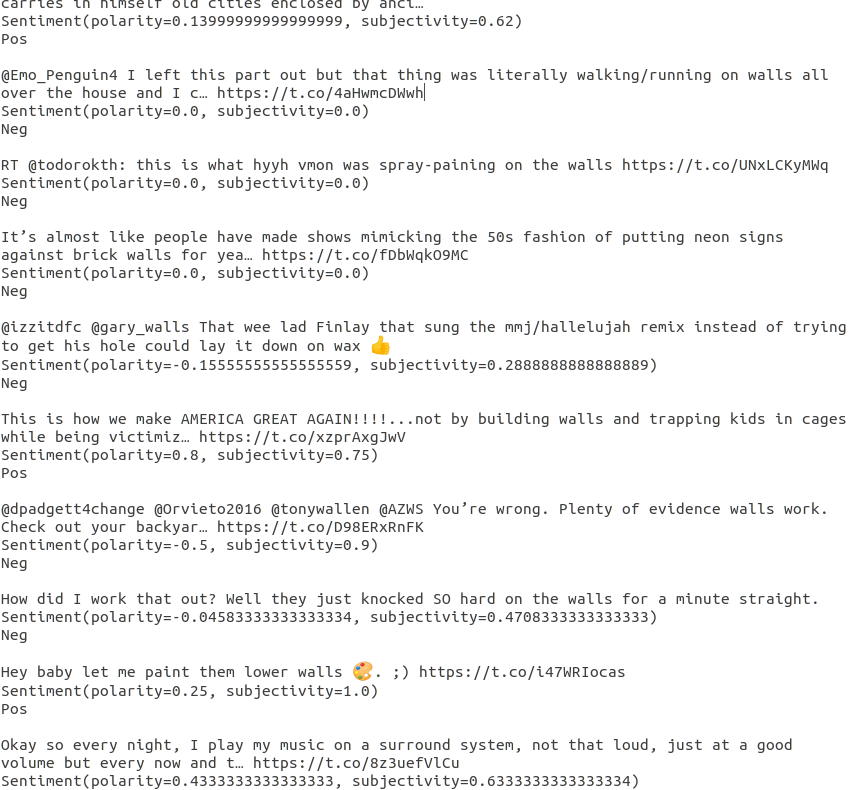 carries in himself old cities enclosed by anci…
Sentiment(polarity=0.13999999999999999, subjectivity=0.62)
Pos
@Emo_Penguin4 I left this part out but that thing was literally walking/running on walls all
over the house and I c… https://t.co/4aHwmcDWwh
Sentiment(polarity=0.0, subjectivity=0.0)
Neg
RT @todorokth: this is what hyyh vmon was spray-paining on the walls https://t.co/UNxLCKyMWq
Sentiment(polarity=0.0, subjectivity=0.0)
Neg
It’s almost like people have made shows mimicking the 50s fashion of putting neon signs
against brick walls for yea… https://t.co/fDbWqkO9MC
Sentiment(polarity=0.0, subjectivity=0.0)
Neg
@izzitdfc @gary_walls That wee lad Finlay that sung the mmj/hallelujah remix instead of trying
to get his hole could lay it down on wax 👍
Sentiment(polarity=-0.15555555555555559, subjectivity=0.2888888888888889)
Neg
This is how we make AMERICA GREAT AGAIN!!!!...not by building walls and trapping kids in cages
while being victimiz… https://t.co/xzprAxgJwV
Sentiment(polarity=0.8, subjectivity=0.75)
Pos
@dpadgett4change @Orvieto2016 @tonywallen @AZWS You’re wrong. Plenty of evidence walls work.
Check out your backyar… https://t.co/D98ERxRnFK
Sentiment(polarity=-0.5, subjectivity=0.9)
Neg
How did I work that out? Well they just knocked SO hard on the walls for a minute straight.
Sentiment(polarity=-0.04583333333333334, subjectivity=0.4708333333333333)
Neg
Hey baby let me paint them lower walls 🎨. ;) https://t.co/i47WRIocas
Sentiment(polarity=0.25, subjectivity=1.0)
Pos
Okay so every night, I play my music on a surround system, not that loud, just at a good
volume but every now and t… https://t.co/8z3uefVlCu
Sentiment(polarity=0.4333333333333333, subjectivity=0.6333333333333334)